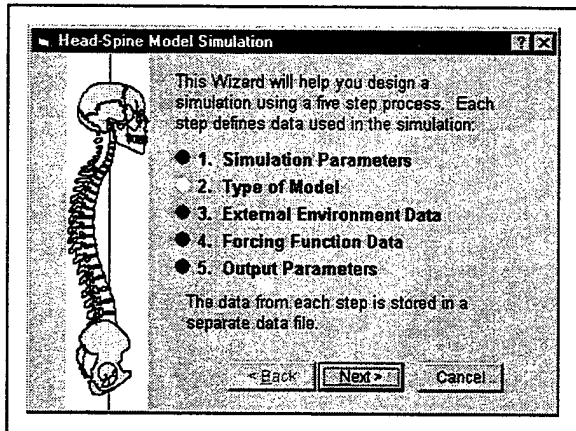 Head-Spine Model Simulation
This Wizard will help you design a
simulation using a five step process. Each
step defines data used in the simulation:
1. Simulation Parameters
2. Type of Model
3. External Environment Data
4. Forcing Function Data
5. Output Parameters
The data from each step is stored in a
separate data file.
< Back
Next >
Cancel